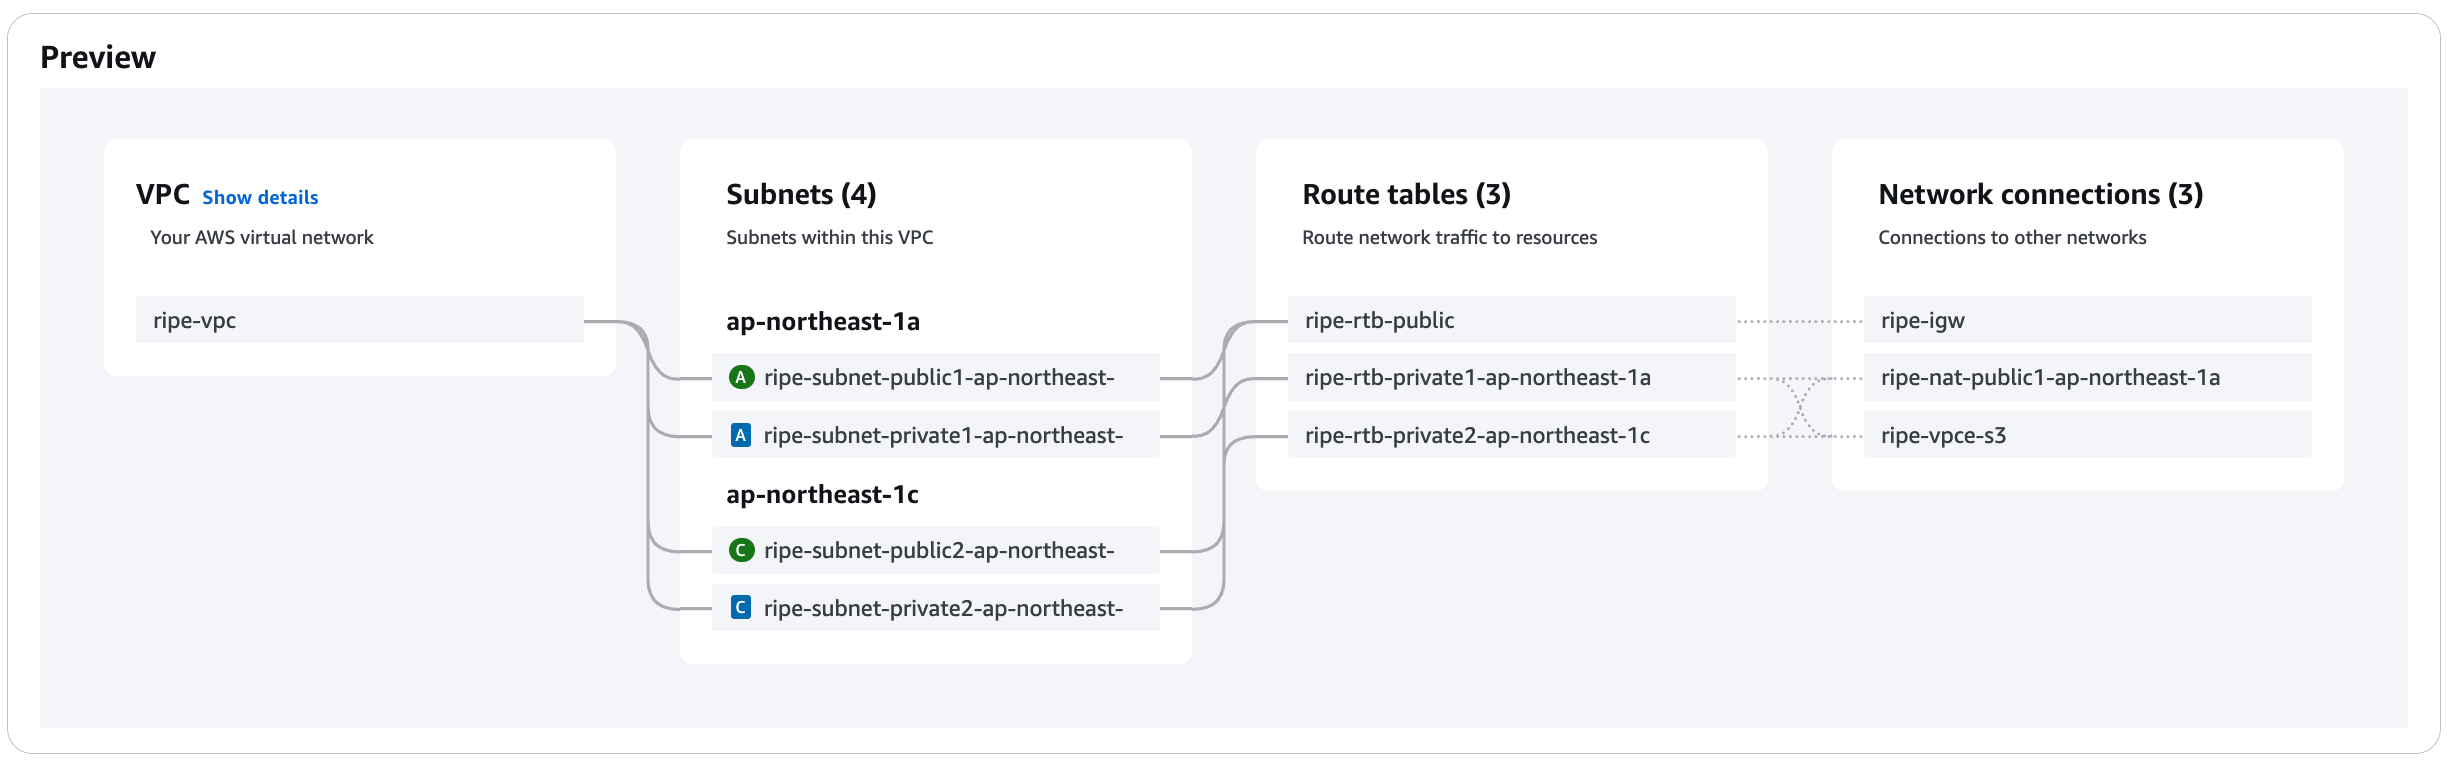 Preview
VPC Show details
Your AWS virtual network
ripe-vpc
Subnets (4)
Subnets within this VPC
ap-northeast-1a
A ripe-subnet-public1-ap-northeast-
A ripe-subnet-private1-ap-northeast-
ap-northeast-1c
C ripe-subnet-public2-ap-northeast-
C ripe-subnet-private2-ap-northeast-
Route tables (3)
Route network traffic to resources
ripe-rtb-public
ripe-rtb-private1-ap-northeast-1a
ripe-rtb-private2-ap-northeast-1c
Network connections (3)
Connections to other networks
ripe-igw
ripe-nat-public1-ap-northeast-1a
ripe-vpce-s3